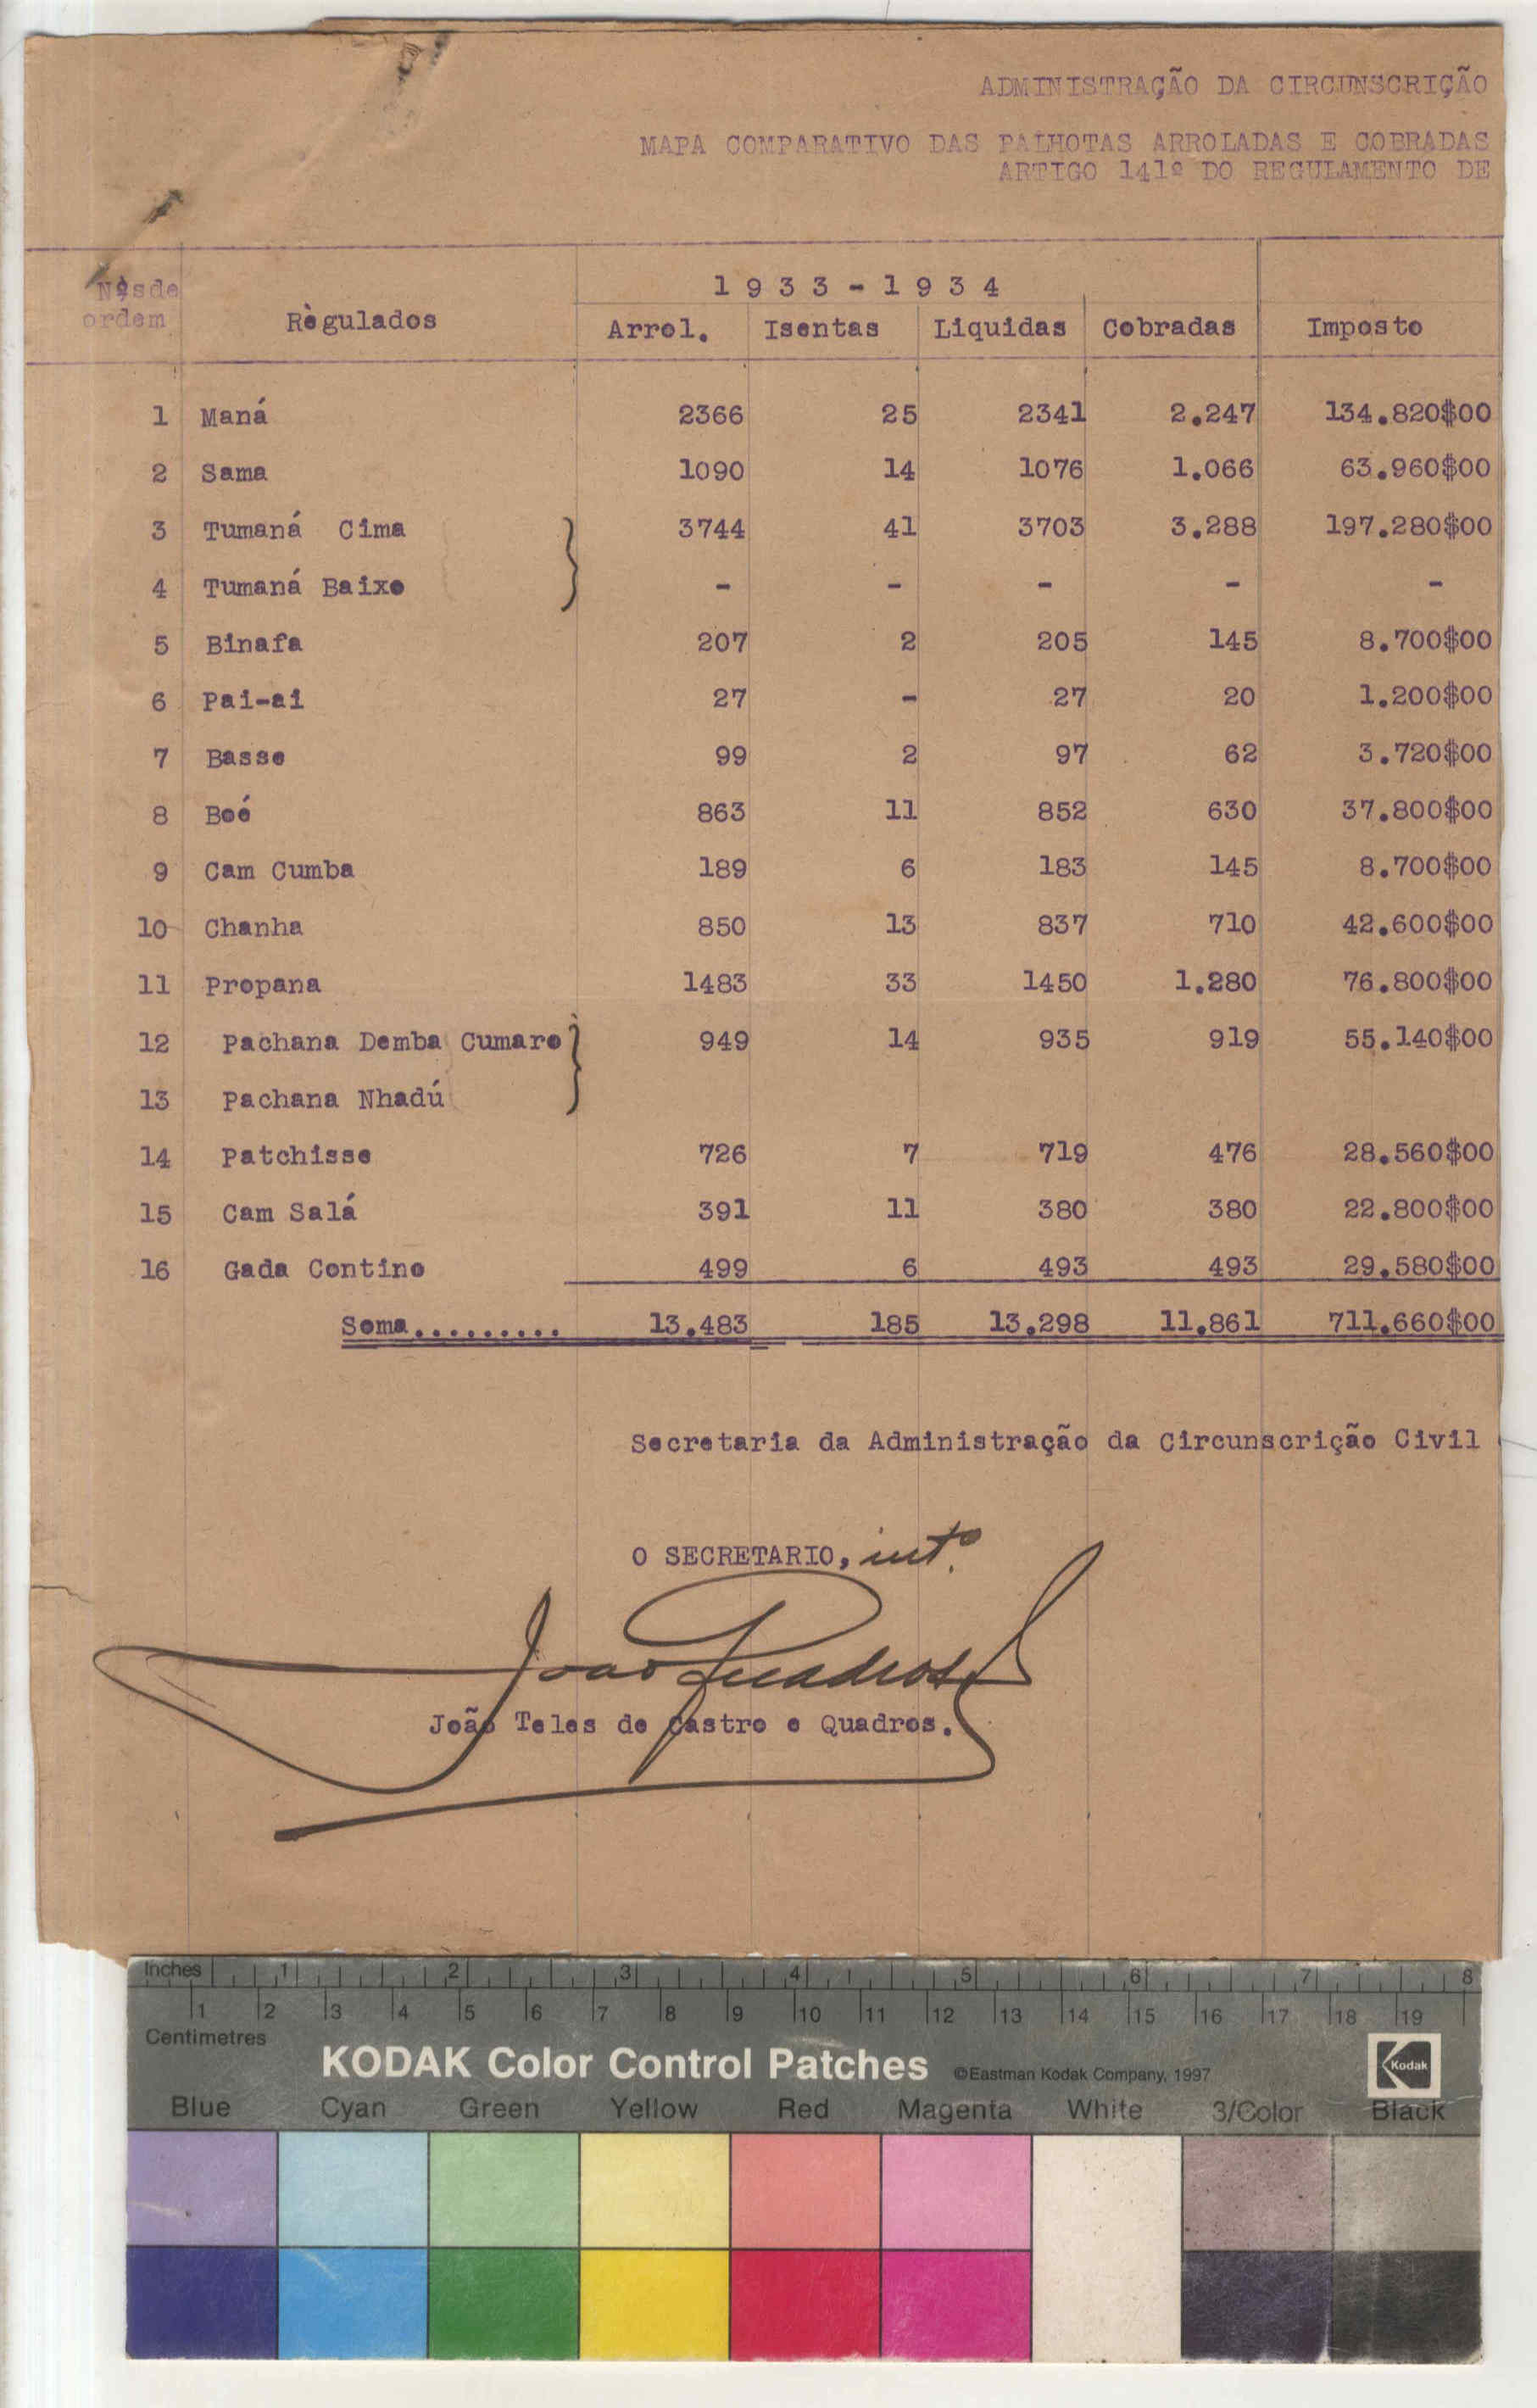 ADMINISTRAÇÃO DA CIRCUNSCRIÇÃO
MAPA COMPARATIVO DAS PALHOTAS ARROLADAS E COBRADAS
ARTIGO 141º DO REGULAMENTO DE
Nºs de ordem Règulados 1 9 3 3 - 1 9 3 4
Arrol. Isentas Liquidas Cobradas Imposto
1 Maná 2366 25 2341 2.247 134.820$00
2 Sama 1090 14 1076 1.066 63.960$00
3 Tumaná Cima } 3744 41 3703 3.288 197.280$00
4 Tumaná Baixo - - - - -
5 Binafa 207 2 205 145 8.700$00
6 Pai-ai 27 - 27 20 1.200$00
7 Basse 99 2 97 62 3.720$00
8 Boé 863 11 852 630 37.800$00
9 Cam Cumba 189 6 183 145 8.700$00
10 Chanha 850 13 837 710 42.600$00
11 Propana 1483 33 1450 1.280 76.800$00
12 Pachana Demba Cumaro } 949 14 935 919 55.140$00
13 Pachana Nhadú
14 Patchisse 726 7 719 476 28.560$00
15 Cam Salá 391 11 380 380 22.800$00
16 Gada Contino 499 6 493 493 29.580$00
Soma.......... 13.483 185 13.298 11.861 711.660$00
Secretaria da Administração da Circunscrição Civil
O SECRETARIO, intº.
João Quadros
João Teles de Castro e Quadros.
Inches 1 2 3 4 5 6 7 8
1 2 3 4 5 6 7 8 9 10 11 12 13 14 15 16 17 18 19
Centimetres
KODAK Color Control Patches ©Eastman Kodak Company, 1997 Kodak
Blue Cyan Green Yellow Red Magenta White 3/Color Black